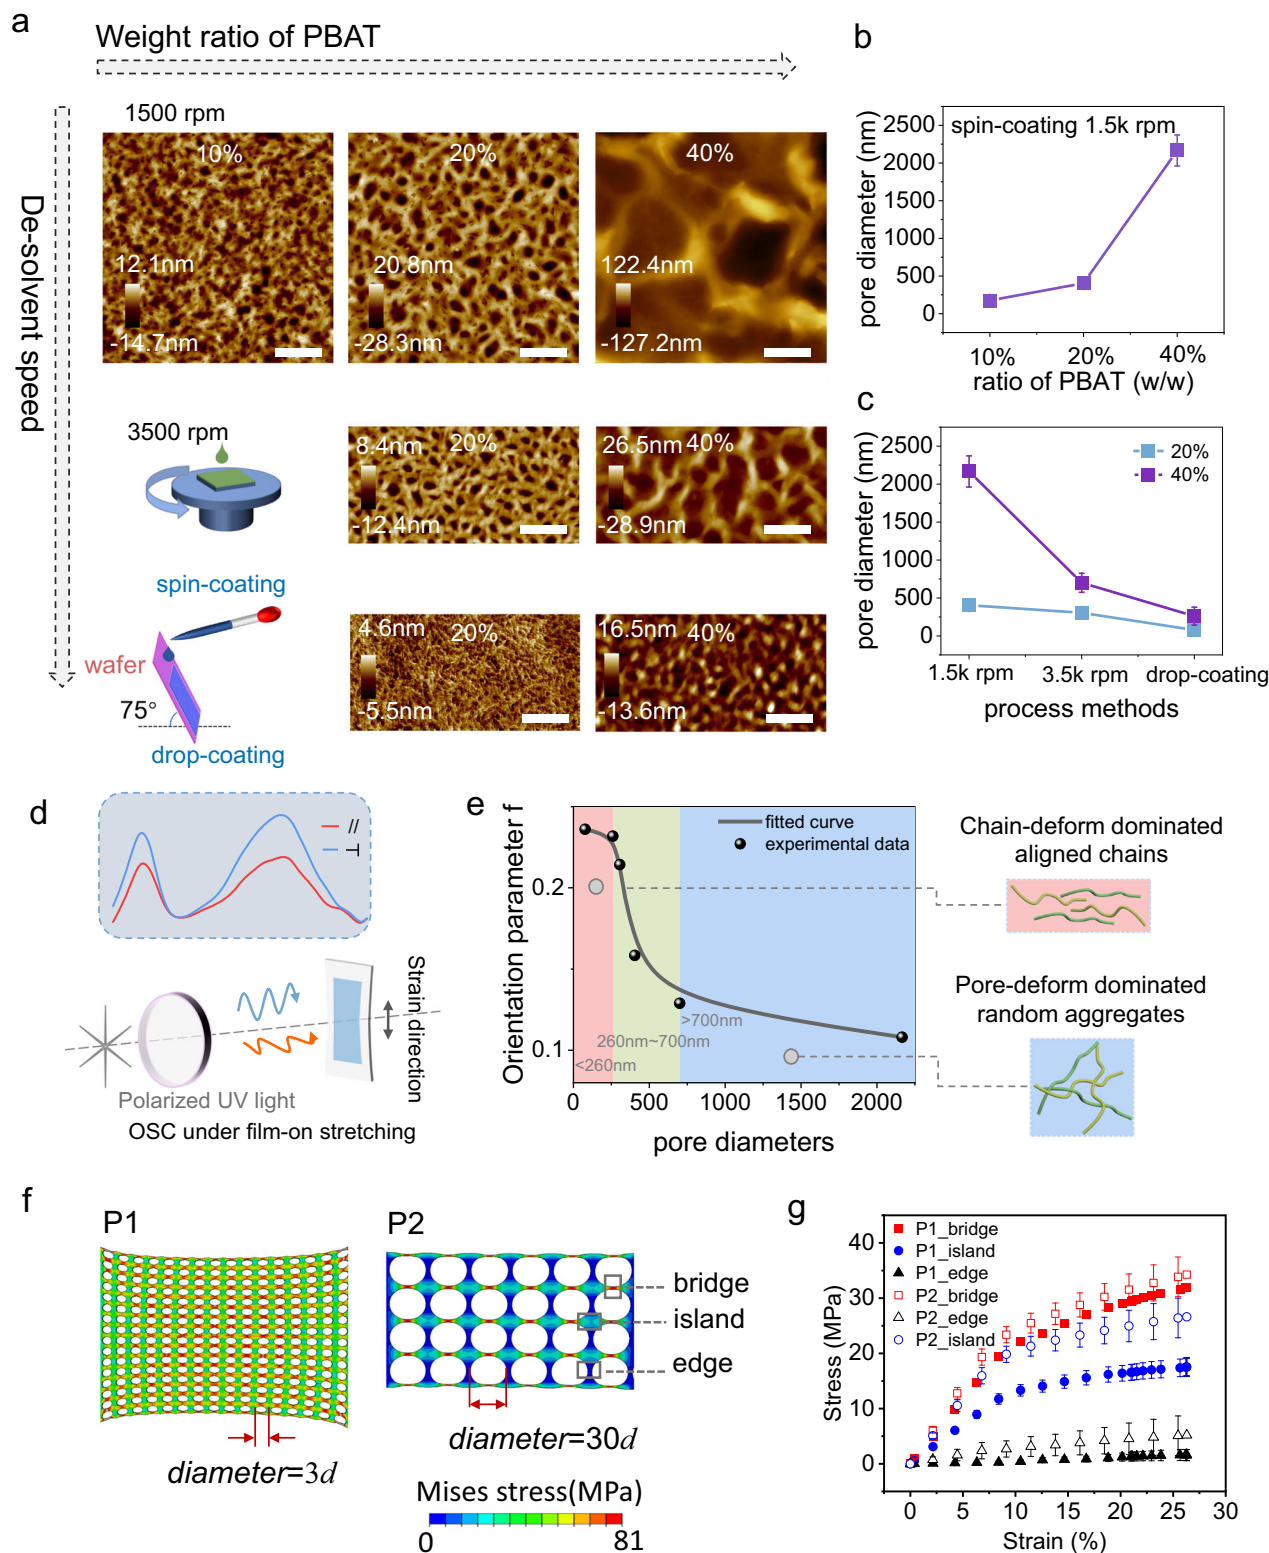 a
Weight ratio of PBAT
De-solvent speed
1500 rpm
10%
12.1nm
-14.7nm
20%
20.8nm
-28.3nm
40%
122.4nm
-127.2nm
3500 rpm
spin-coating
8.4nm
20%
-12.4nm
26.5nm
40%
-28.9nm
wafer
75°
drop-coating
4.6nm
20%
-5.5nm
16.5nm
40%
-13.6nm
b
spin-coating 1.5k rpm
pore diameter (nm)
2500
2000
1500
1000
500
0
10%
20%
40%
ratio of PBAT (w/w)
c
20%
40%
pore diameter (nm)
2500
2000
1500
1000
500
0
1.5k rpm
3.5k rpm
drop-coating
process methods
d
//
⊥
Strain direction
Polarized UV light
OSC under film-on stretching
e
Orientation parameter f
fitted curve
experimental data
0.2
0.1
>700nm
260nm~700nm
<260nm
0
500
1000
1500
2000
pore diameters
Chain-deform dominated
aligned chains
Pore-deform dominated
random aggregates
f
P1
P2
bridge
island
edge
diameter=3d
diameter=30d
Mises stress(MPa)
0
81
g
P1_bridge
P1_island
P1_edge
P2_bridge
P2_edge
P2_island
Stress (MPa)
40
30
20
10
0
0
5
10
15
20
25
30
Strain (%)